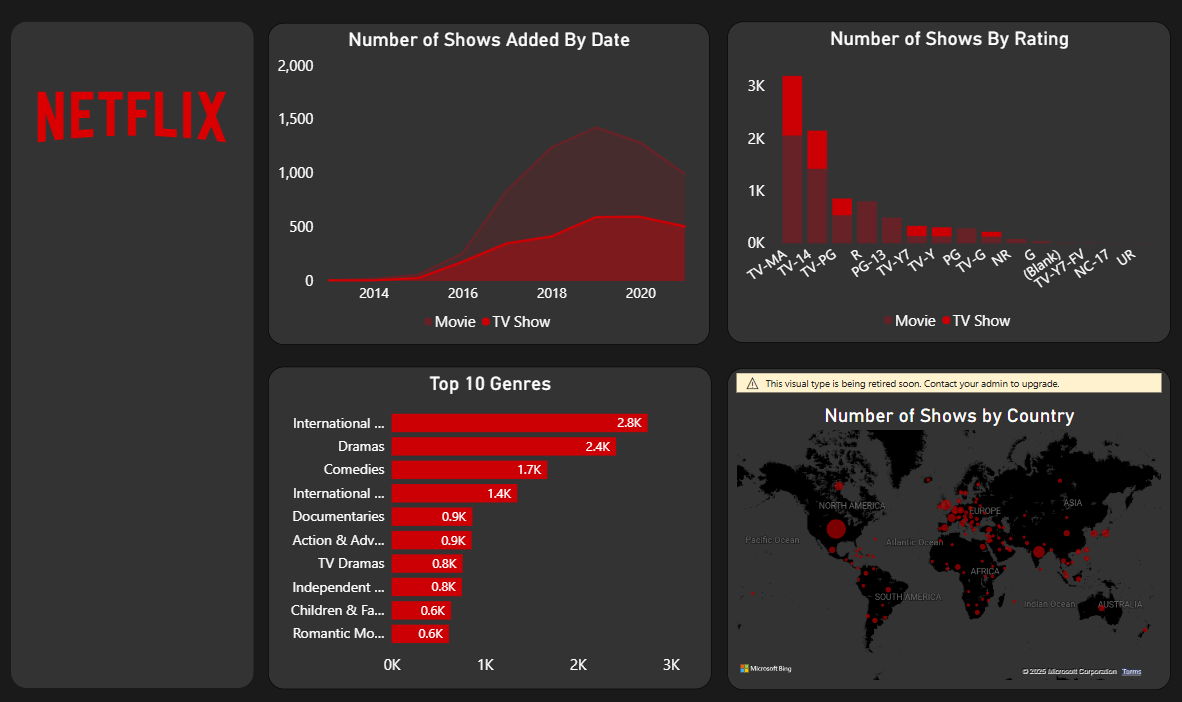 NETFLIX
Number of Shows Added By Date
2,000
1,500
1,000
500
0
2014 2016 2018 2020
Movie TV Show
Number of Shows By Rating
3K
2K
1K
0K
TV-MA TV-14 TV-PG R PG-13 TV-Y7 TV-Y PG TV-G NR G (Blank) TV-Y7-FV NC-17 UR
Movie TV Show
Top 10 Genres
International ... 2.8K
Dramas 2.4K
Comedies 1.7K
International ... 1.4K
Documentaries 0.9K
Action & Adv... 0.9K
TV Dramas 0.8K
Independent ... 0.8K
Children & Fa... 0.6K
Romantic Mo... 0.6K
0K 1K 2K 3K
This visual type is being retired soon. Contact your admin to upgrade.
Number of Shows by Country
NORTH AMERICA
EUROPE
ASIA
Pacific Ocean
Atlantic Ocean
AFRICA
SOUTH AMERICA
Indian Ocean
AUSTRALIA
Microsoft Bing
© 2025 Microsoft Corporation Terms